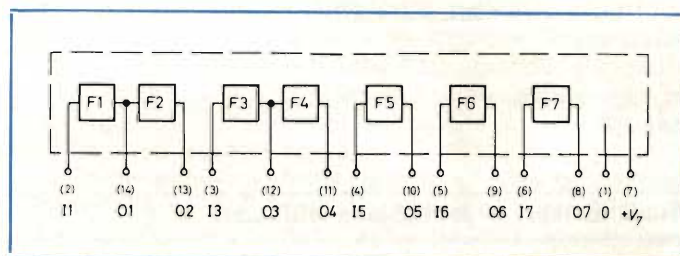 F1 F2 F3 F4 F5 F6 F7
(2) (14) (13) (3) (12) (11) (4) (10) (5) (9) (6) (8) (1) (7)
I1 O1 O2 I3 O3 O4 I5 O5 I6 O6 I7 O7 0 +V7